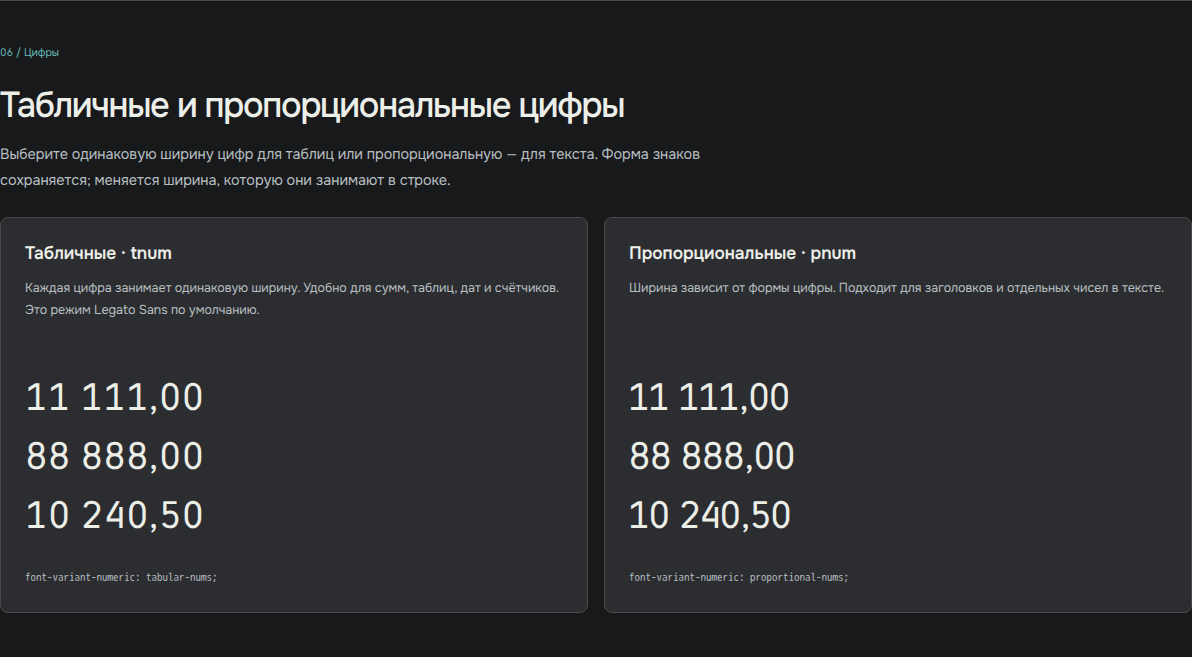 06 / Цифры
Табличные и пропорциональные цифры
Выберите одинаковую ширину цифр для таблиц или пропорциональную — для текста. Форма знаков
сохраняется; меняется ширина, которую они занимают в строке.
Табличные · tnum
Каждая цифра занимает одинаковую ширину. Удобно для сумм, таблиц, дат и счётчиков.
Это режим Legato Sans по умолчанию.
11 111,00
88 888,00
10 240,50
font-variant-numeric: tabular-nums;
Пропорциональные · pnum
Ширина зависит от формы цифры. Подходит для заголовков и отдельных чисел в тексте.
11 111,00
88 888,00
10 240,50
font-variant-numeric: proportional-nums;